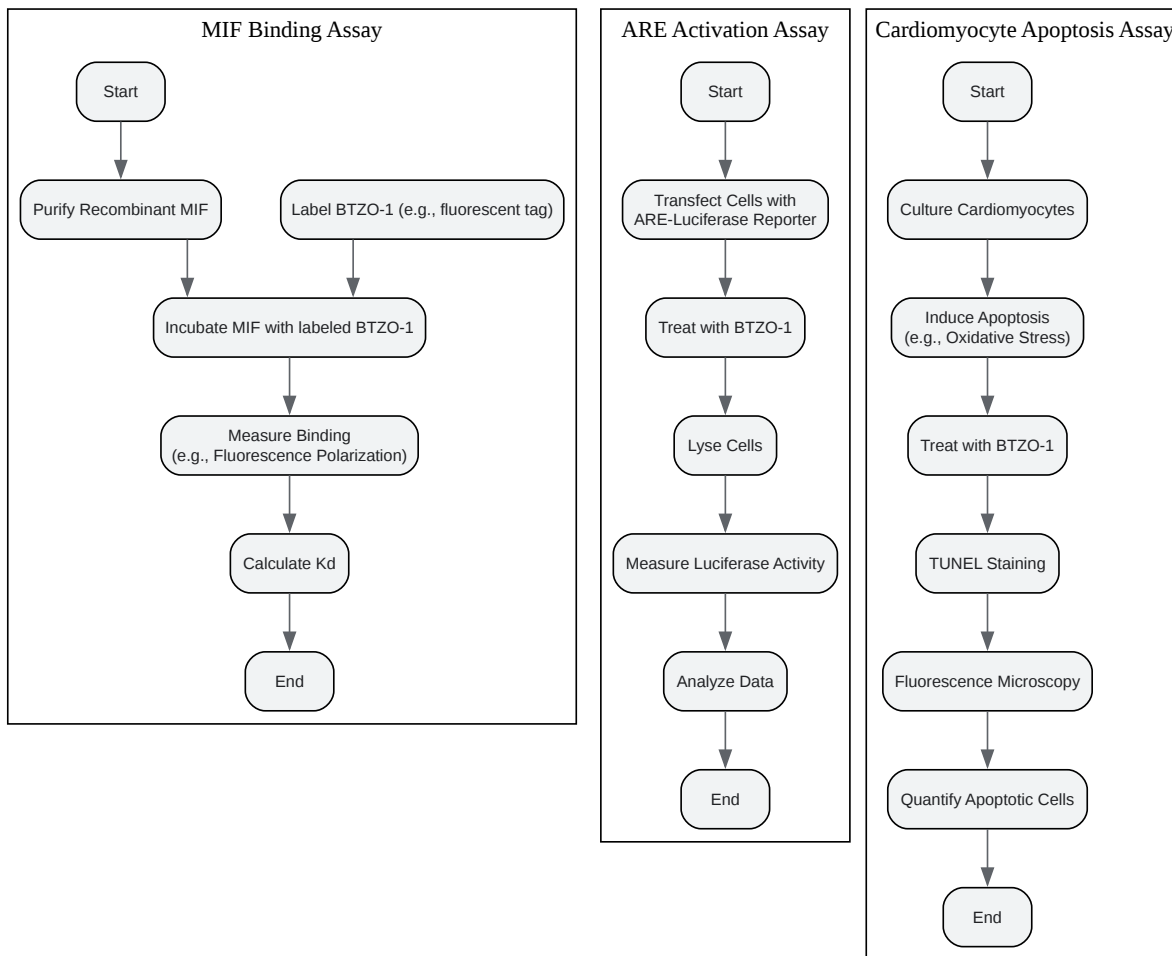 MIF Binding Assay
Start
Purify Recombinant MIF
Label BTZO-1 (e.g., fluorescent tag)
Incubate MIF with labeled BTZO-1
Measure Binding
(e.g., Fluorescence Polarization)
Calculate Kd
End
ARE Activation Assay
Start
Transfect Cells with
ARE-Luciferase Reporter
Treat with BTZO-1
Lyse Cells
Measure Luciferase Activity
Analyze Data
End
Cardiomyocyte Apoptosis Assay
Start
Culture Cardiomyocytes
Induce Apoptosis
(e.g., Oxidative Stress)
Treat with BTZO-1
TUNEL Staining
Fluorescence Microscopy
Quantify Apoptotic Cells
End